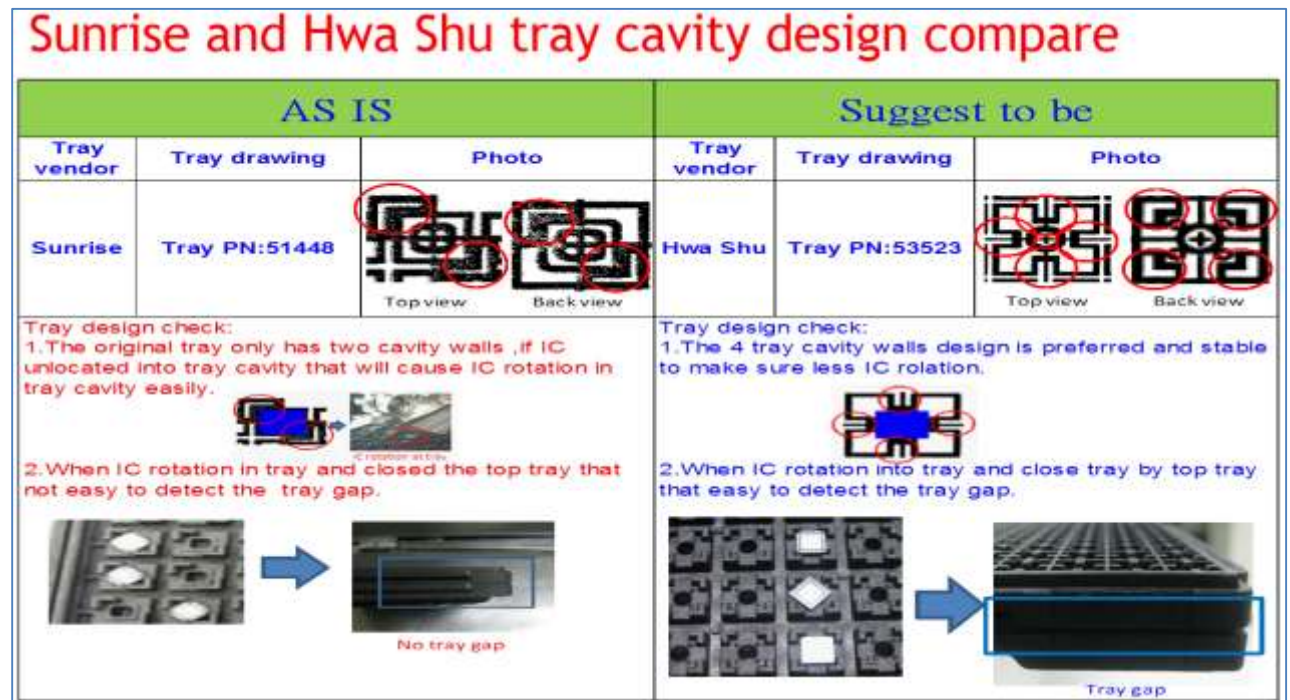 Sunrise and Hwa Shu tray cavity design compare
AS IS
Suggest to be
Tray vendor
Tray drawing
Photo
Tray vendor
Tray drawing
Photo
Sunrise
Tray PN:51448
Top view
Back view
Hwa Shu
Tray PN:53523
Top view
Back view
Tray design check:
1.The original tray only has two cavity walls ,if IC
unlocated into tray cavity that will cause IC rotation in
tray cavity easily.
IC rotation at tray
2.When IC rotation in tray and closed the top tray that
not easy to detect the tray gap.
No tray gap
Tray design check:
1.The 4 tray cavity walls design is preferred and stable
to make sure less IC rolation.
2.When IC rotation into tray and close tray by top tray
that easy to detect the tray gap.
Tray gap